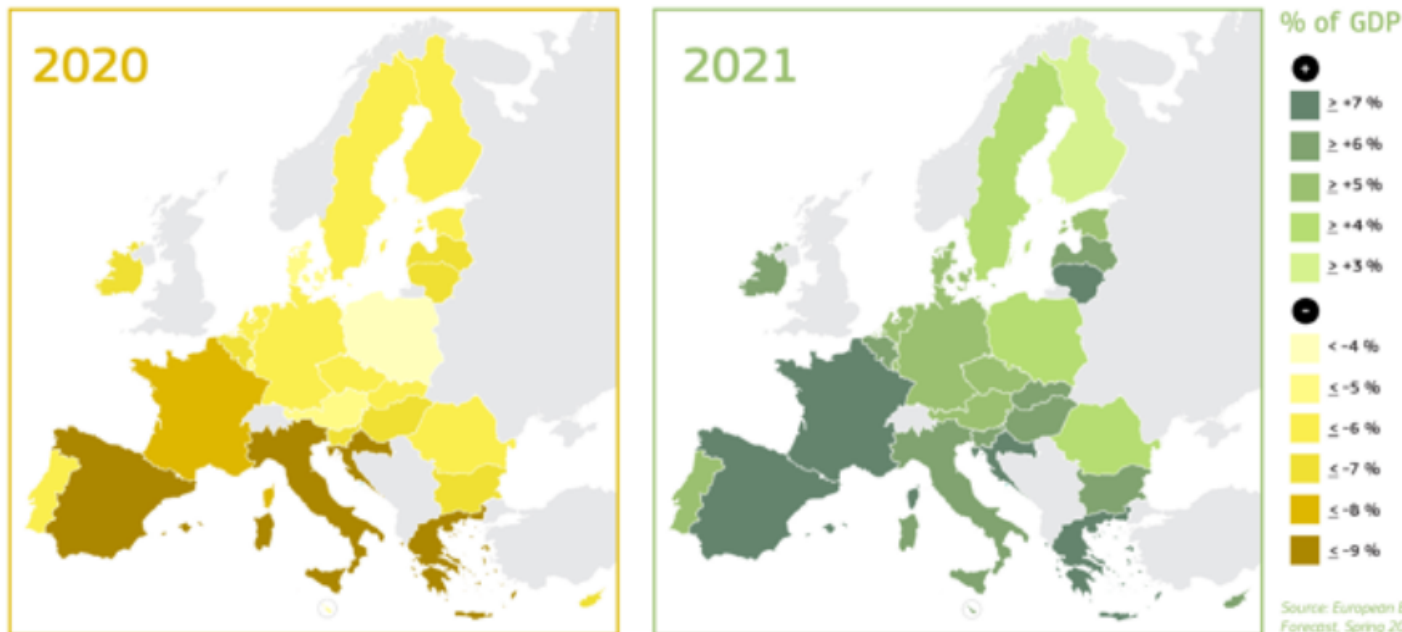 2020
2021
% of GDP
+
≥ +7 %
≥ +6 %
≥ +5 %
≥ +4 %
≥ +3 %
-
< -4 %
≤ -5 %
≤ -6 %
≤ -7 %
≤ -8 %
≤ -9 %
Source: European
Forecast, Spring